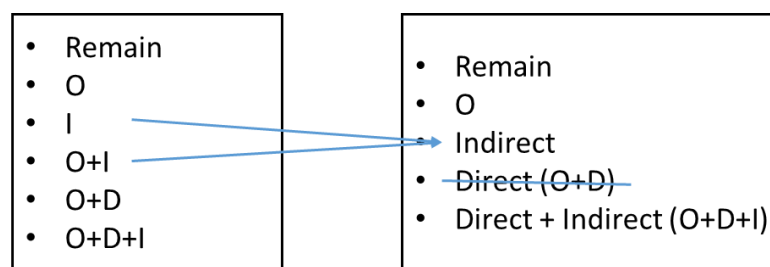 • Remain
• O
• I
• O+I
• O+D
• O+D+I
• Remain
• O
• Indirect
• Direct (O+D)
• Direct + Indirect (O+D+I)